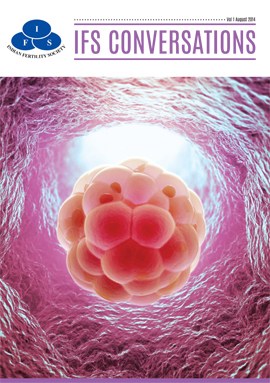 Vol 1 August 2014
I
F S
INDIAN FERTILITY SOCIETY
IFS CONVERSATIONS